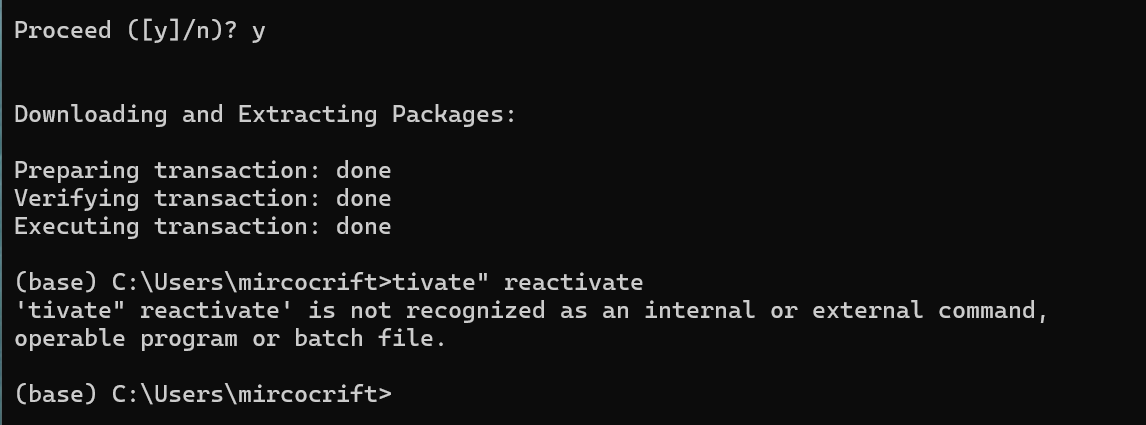 Proceed ([y]/n)? y
Downloading and Extracting Packages:
Preparing transaction: done
Verifying transaction: done
Executing transaction: done
(base) C:\Users\mircocrift>tivate" reactivate
'tivate" reactivate' is not recognized as an internal or external command,
operable program or batch file.
(base) C:\Users\mircocrift>